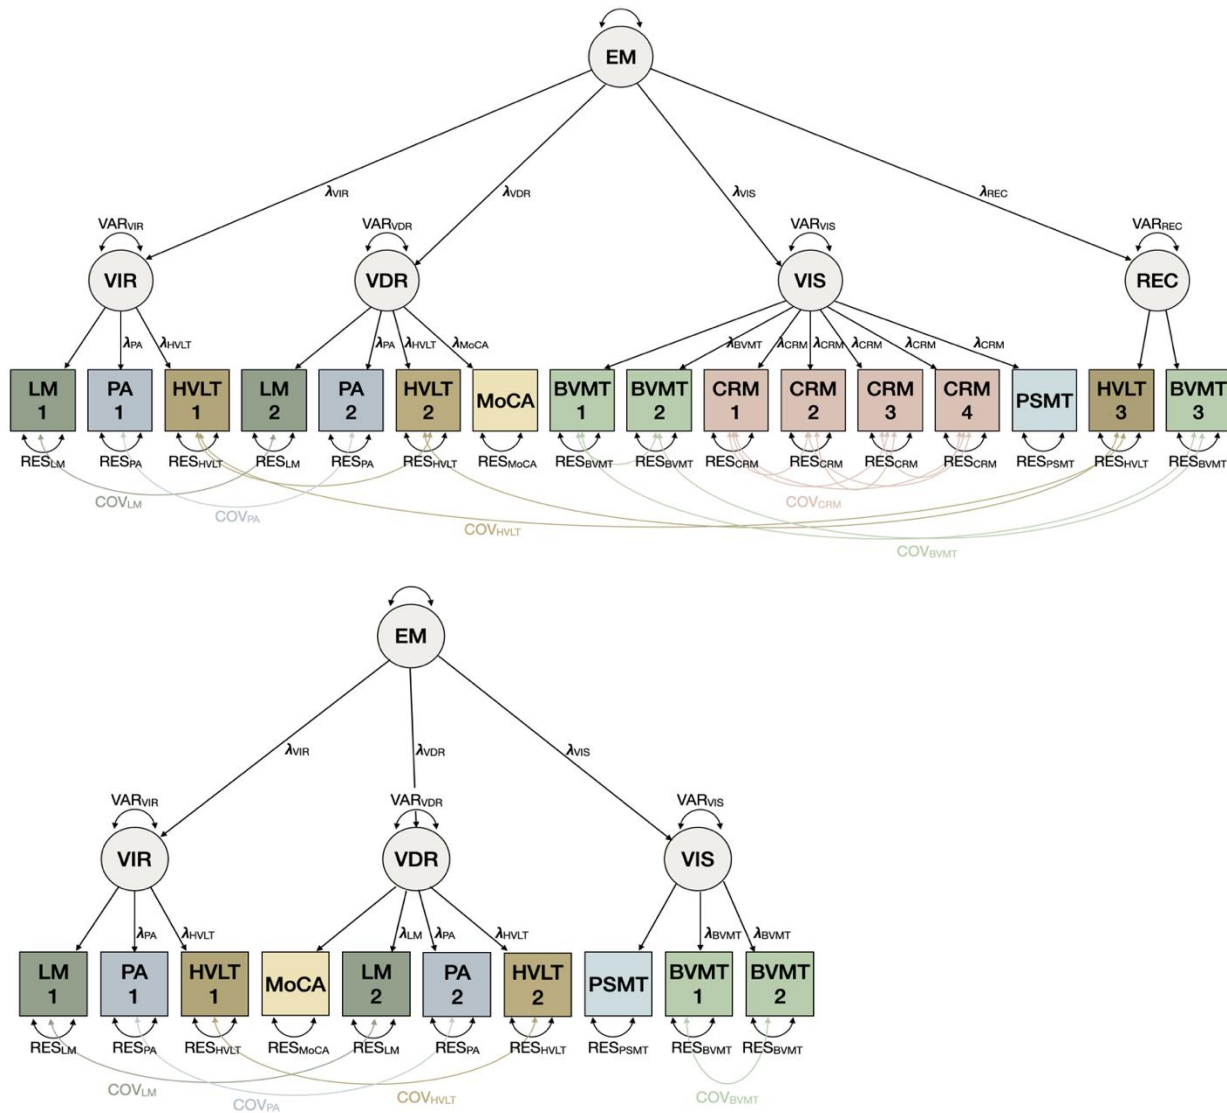 EM
λVIR
λVDR
λVIS
λREC
VARVIR
VARVDR
VARVIS
VARREC
VIR
VDR
VIS
REC
λPA
λHVLT
λPA
λHVLT
λMoCA
λBVMT
λCRM
λCRM
λCRM
λCRM
λCRM
LM 1
PA 1
HVLT 1
LM 2
PA 2
HVLT 2
MoCA
BVMT 1
BVMT 2
CRM 1
CRM 2
CRM 3
CRM 4
PSMT
HVLT 3
BVMT 3
RESLM
RESPA
RESHVLT
RESLM
RESPA
RESHVLT
RESMoCA
RESBVMT
RESBVMT
RESCRM
RESCRM
RESCRM
RESCRM
RESPSMT
RESHVLT
RESBVMT
COVLM
COVPA
COVHVLT
COVCRM
COVBVMT
EM
λVIR
λVDR
λVIS
VARVIR
VARVDR
VARVIS
VIR
VDR
VIS
λPA
λHVLT
λLM
λPA
λHVLT
λBVMT
λBVMT
LM 1
PA 1
HVLT 1
MoCA
LM 2
PA 2
HVLT 2
PSMT
BVMT 1
BVMT 2
RESLM
RESPA
RESHVLT
RESMoCA
RESLM
RESPA
RESHVLT
RESPSMT
RESBVMT
RESBVMT
COVLM
COVPA
COVHVLT
COVBVMT